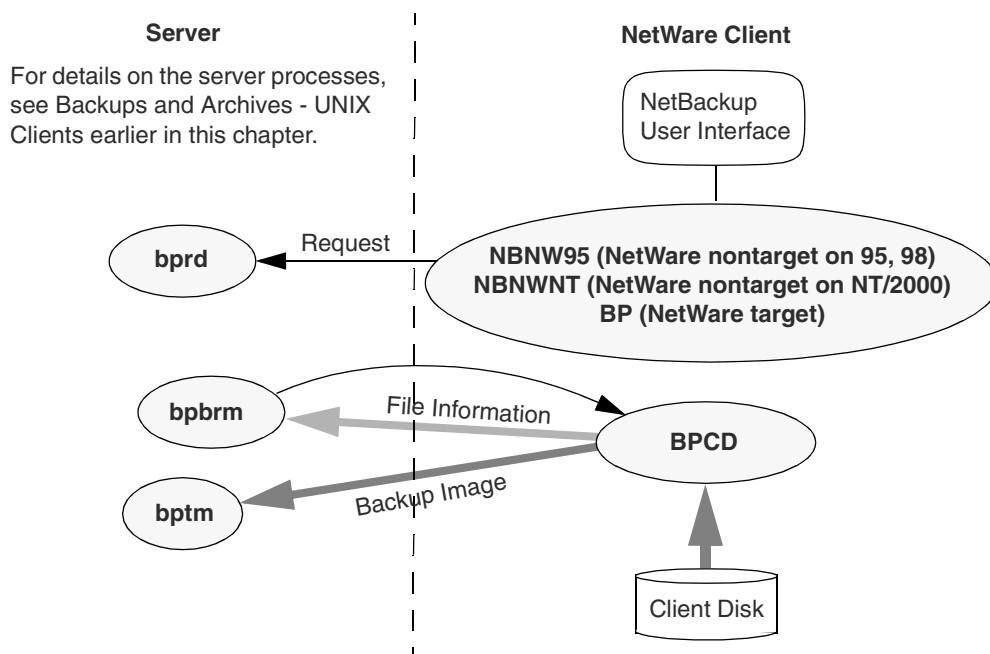 Server
For details on the server processes,
see Backups and Archives - UNIX
Clients earlier in this chapter.
NetWare Client
NetBackup
User Interface
Request
bprd
NBNW95 (NetWare nontarget on 95, 98)
NBNWNT (NetWare nontarget on NT/2000)
BP (NetWare target)
bpbrm
File Information
BPCD
bptm
Backup Image
Client Disk